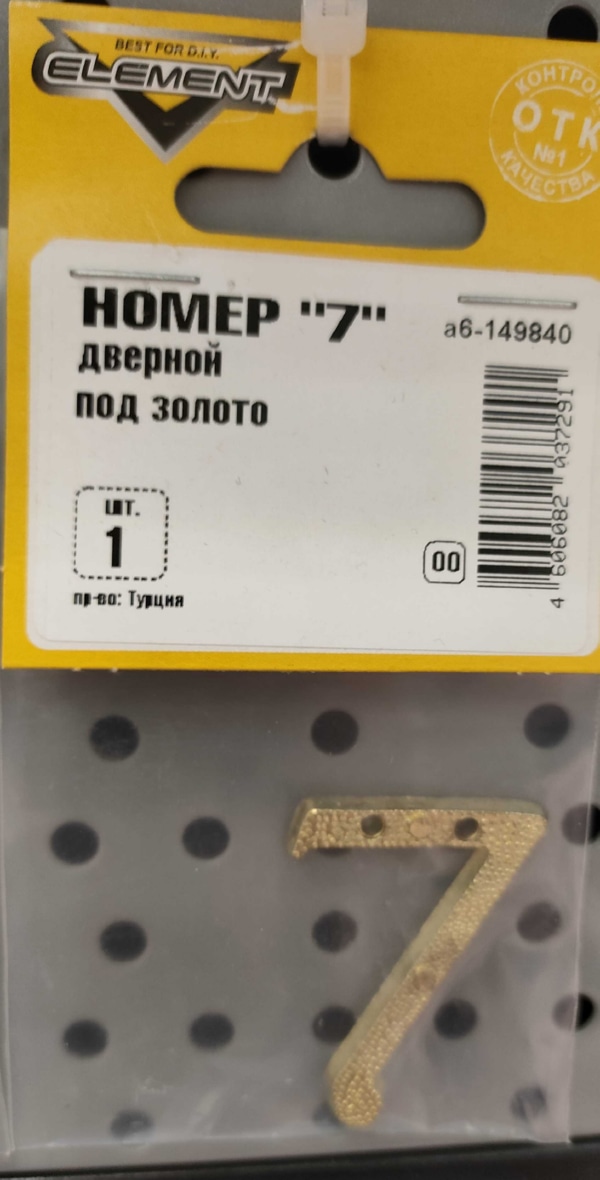 BEST FOR D.I.Y.
ELEMENT
КОНТРОЛЬ
ОТК
№1
КАЧЕСТВА
НОМЕР "7"
дверной
под золото
а6-149840
шт.
1
пр-во: Турция
00
4 606082 037291
7